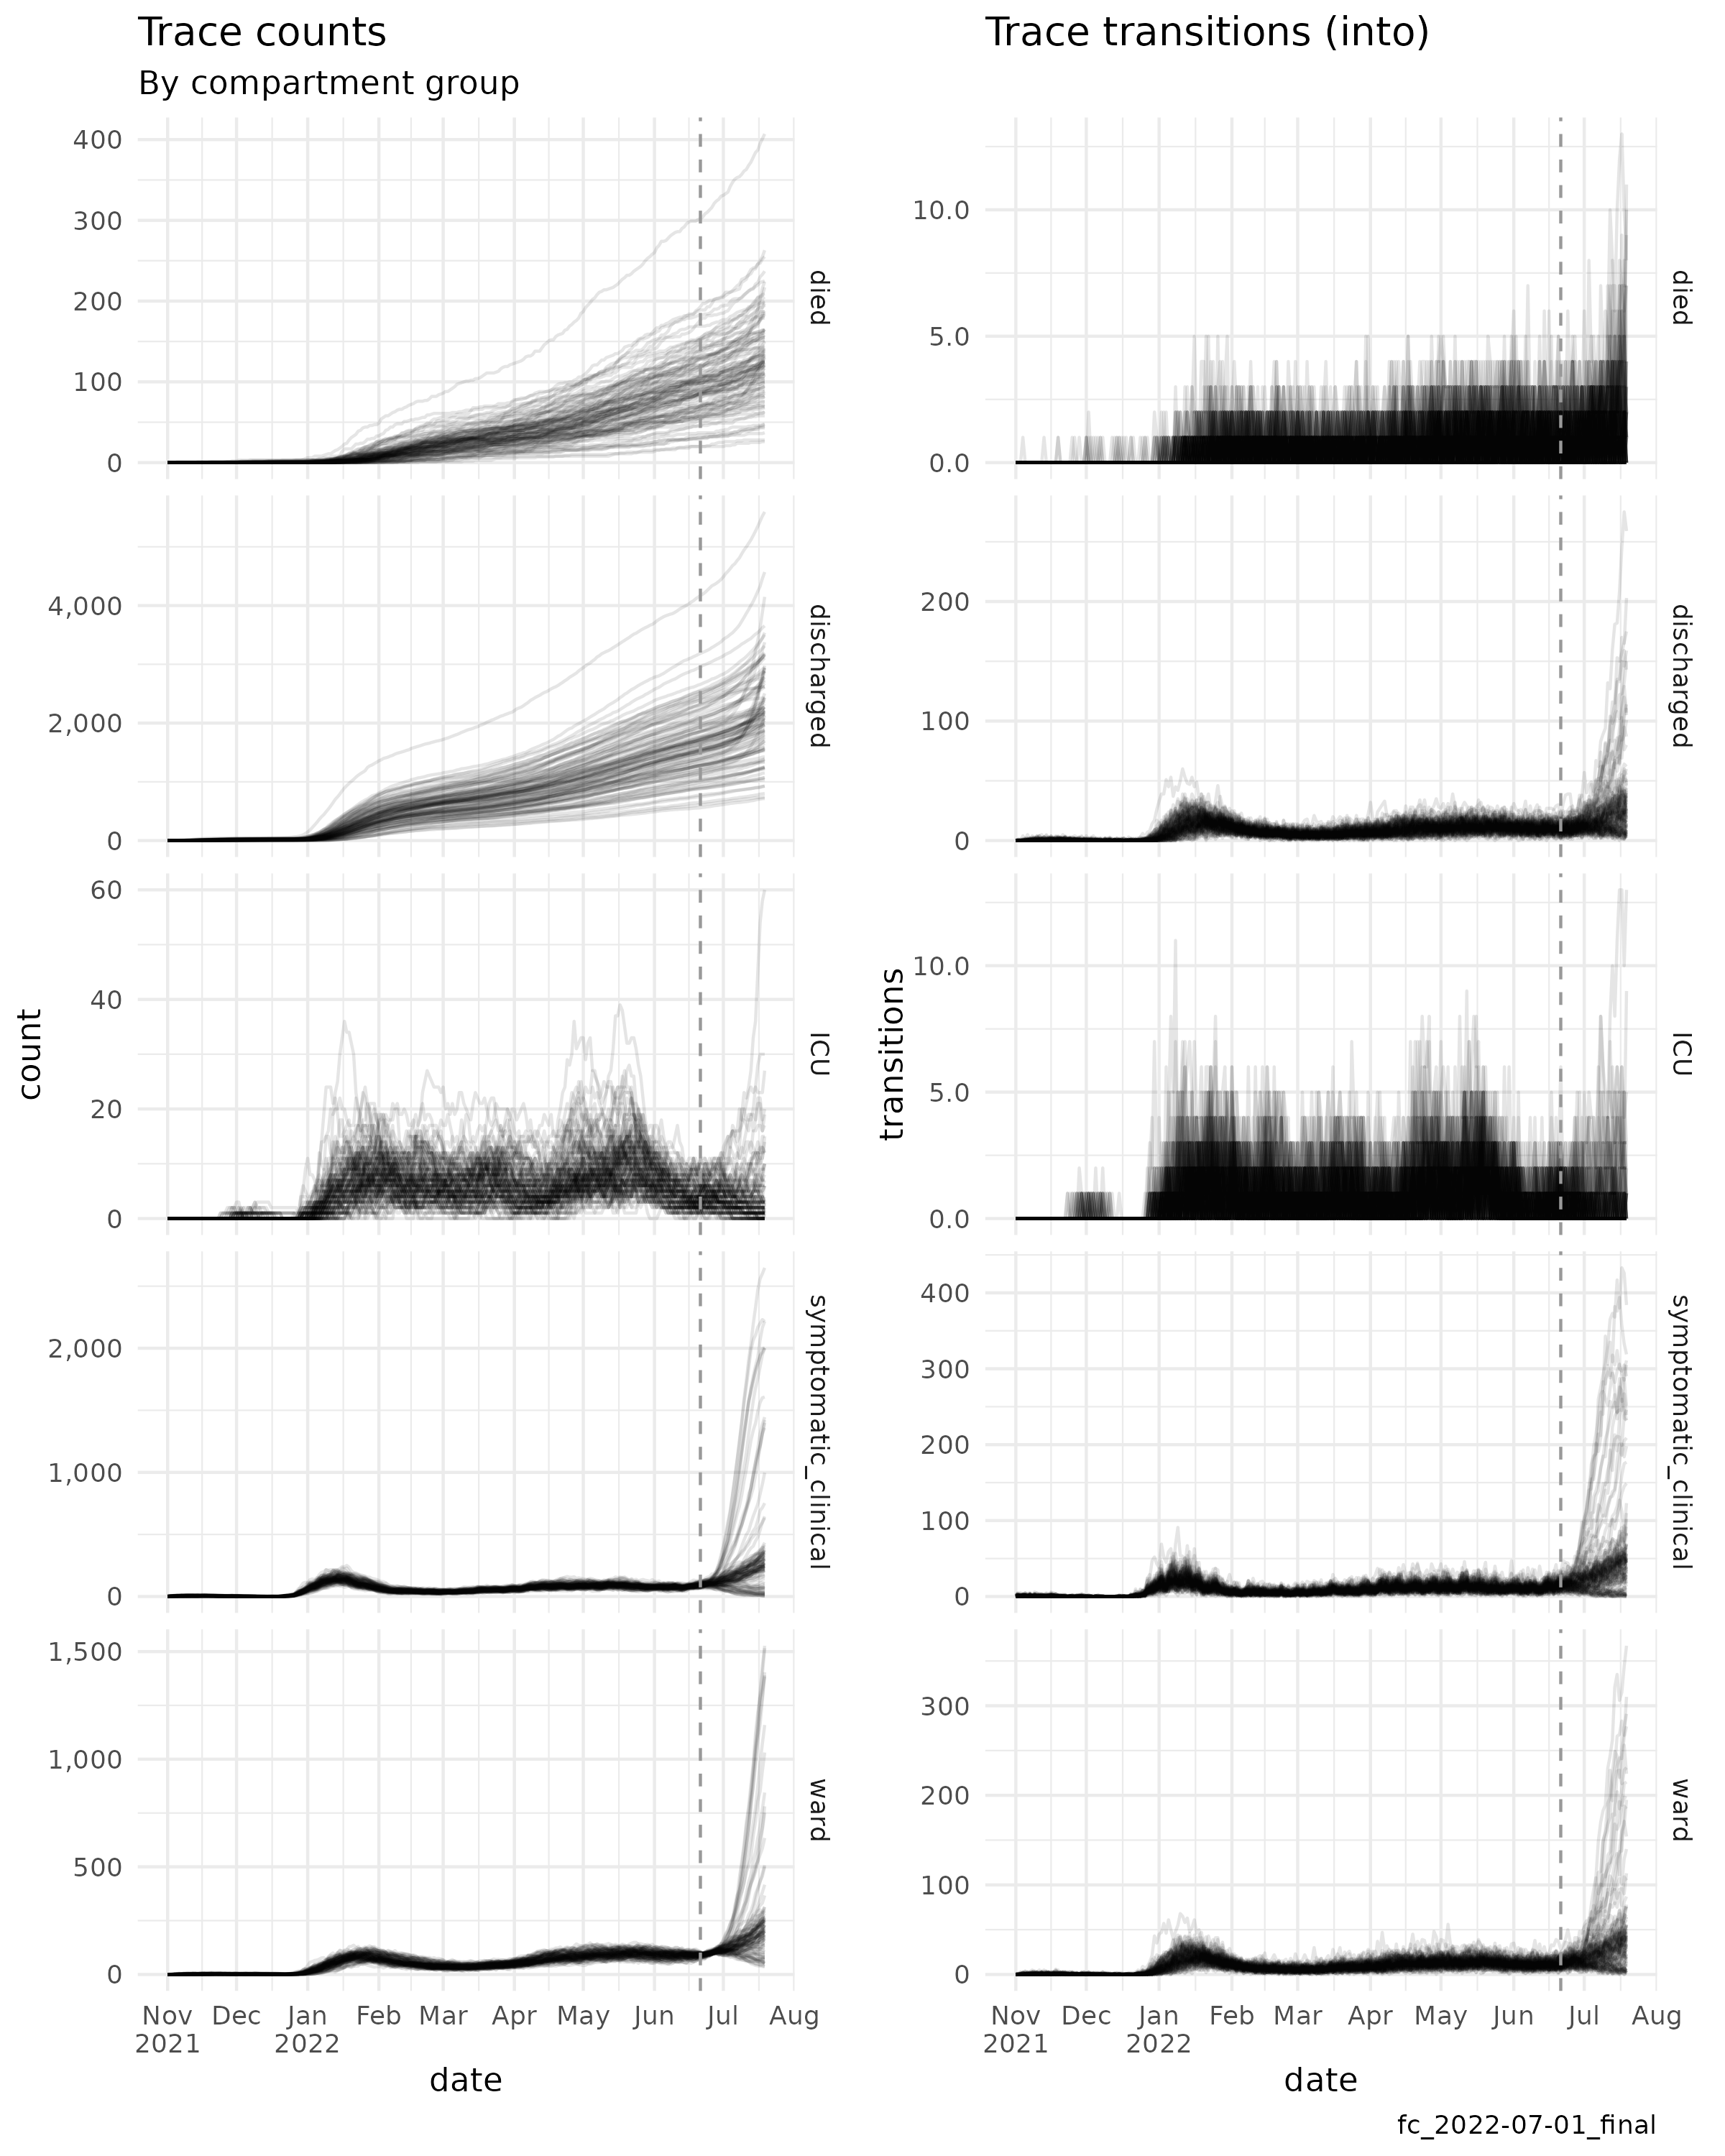 Trace counts
By compartment group
count
400
300
200
100
0
died
4,000
2,000
0
discharged
60
40
20
0
ICU
2,000
1,000
0
symptomatic_clinical
1,500
1,000
500
0
ward
Nov Dec Jan Feb Mar Apr May Jun Jul Aug
2021 2022
date
Trace transitions (into)
transitions
10.0
5.0
0.0
died
200
100
0
discharged
10.0
5.0
0.0
ICU
400
300
200
100
0
symptomatic_clinical
300
200
100
0
ward
Nov Dec Jan Feb Mar Apr May Jun Jul Aug
2021 2022
date
fc_2022-07-01_final